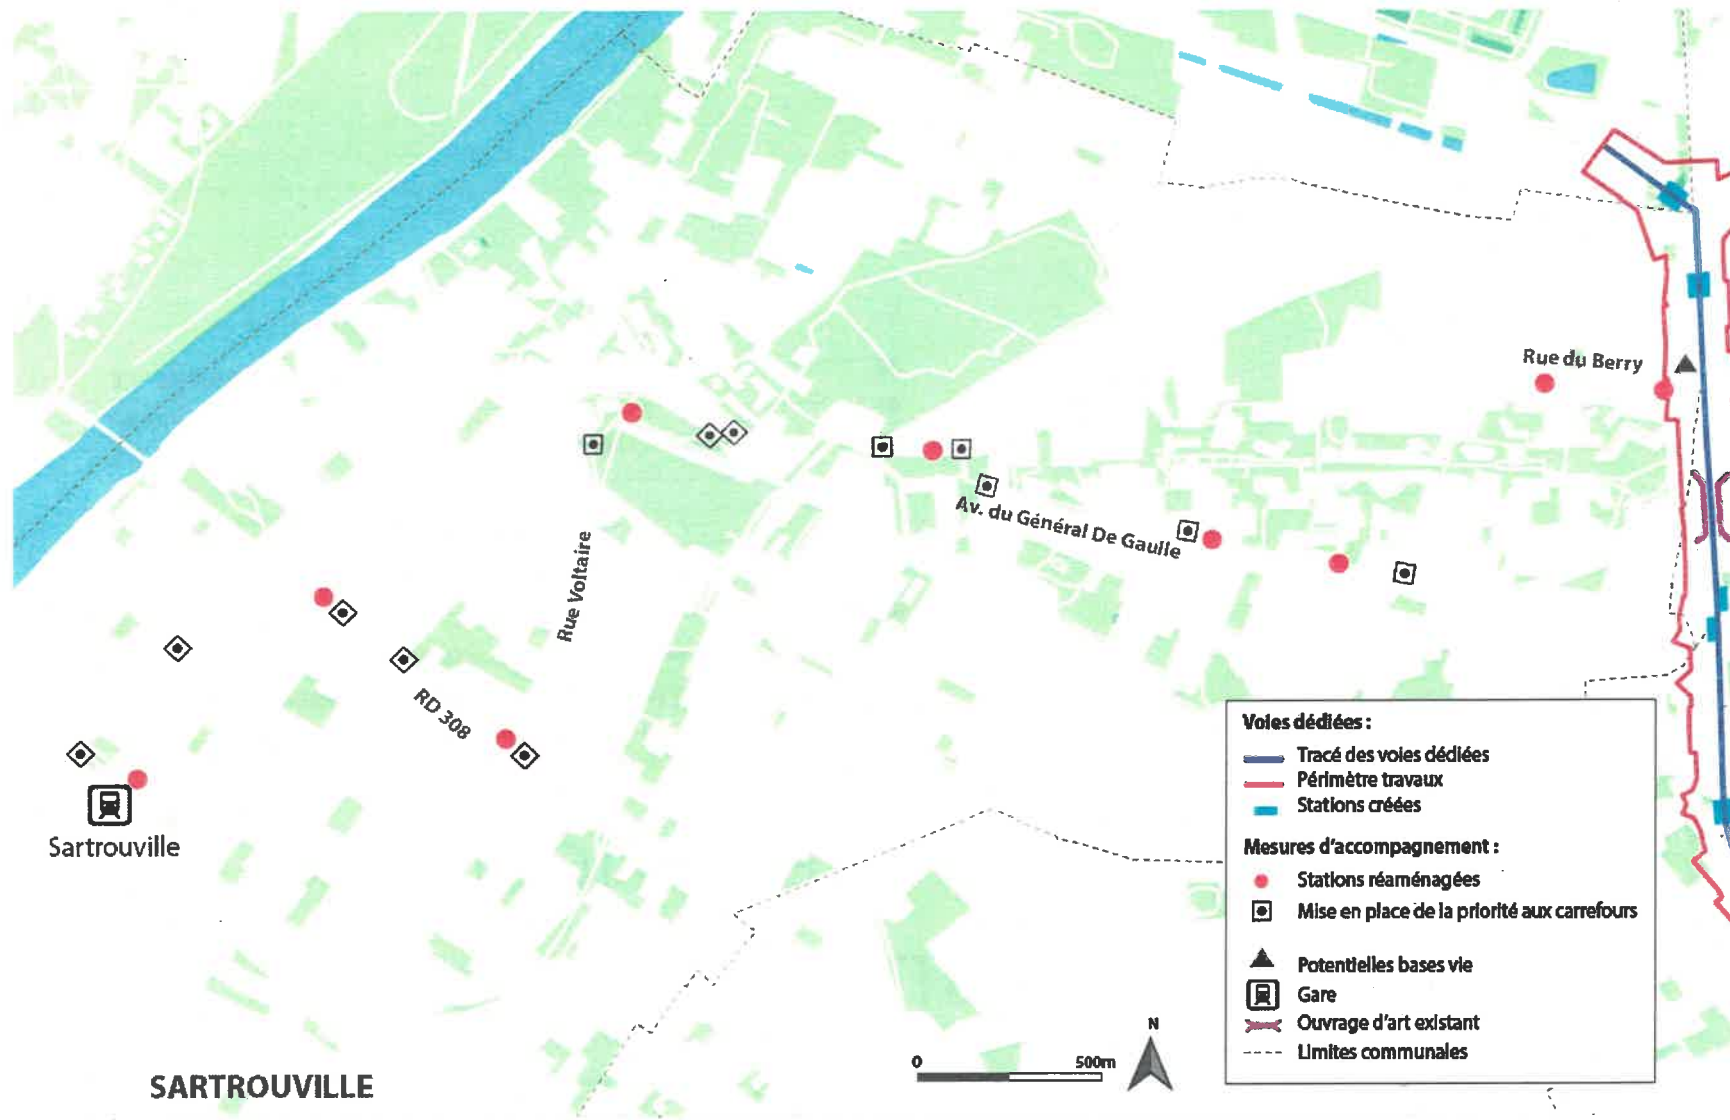 Rue du Berry
Av. du Général De Gaulle
Rue Voltaire
RD 308
Sartrouville
SARTROUVILLE
0 500m
N
Voies dédiées :
Tracé des voies dédiées
Périmètre travaux
Stations créées
Mesures d'accompagnement :
Stations réaménagées
Mise en place de la priorité aux carrefours
Potentielles bases vie
Gare
Ouvrage d'art existant
Limites communales